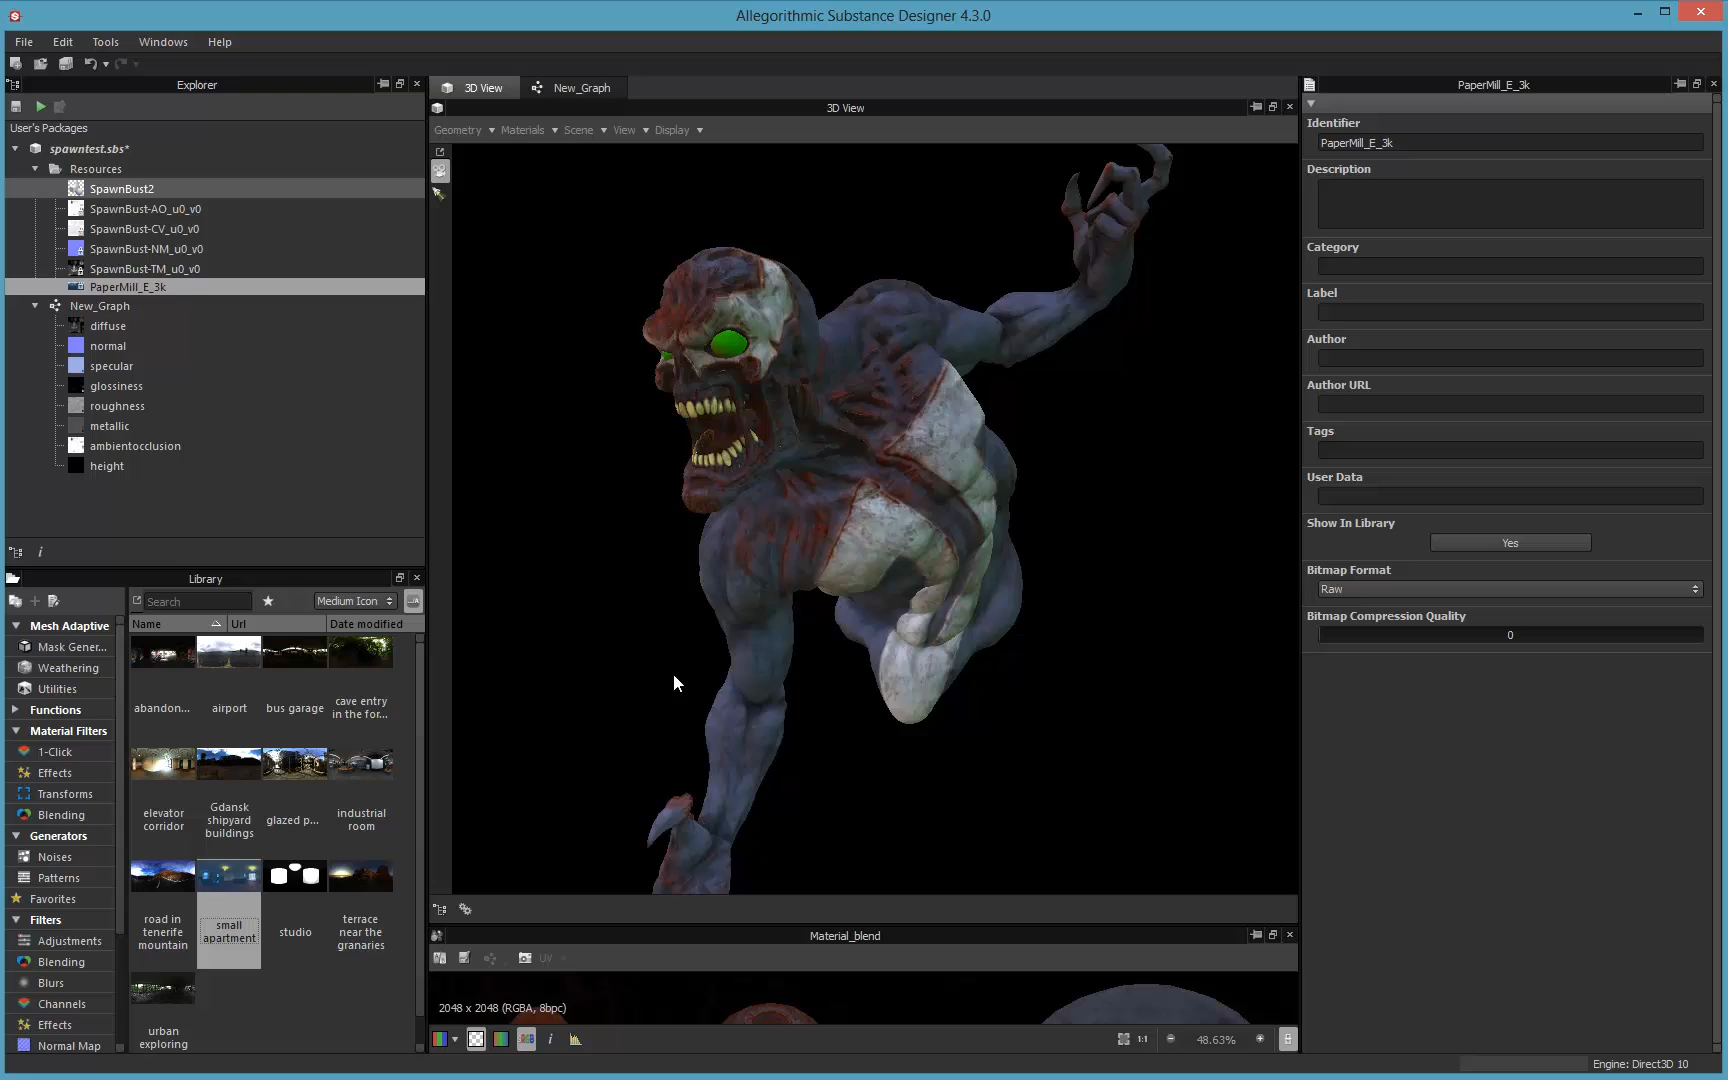 Allegorithmic Substance Designer 4.3.0
File Edit Tools Windows Help
Explorer
User's Packages
spawntest.sbs*
Resources
SpawnBust2
SpawnBust-AO_u0_v0
SpawnBust-CV_u0_v0
SpawnBust-NM_u0_v0
SpawnBust-TM_u0_v0
PaperMill_E_3k
New_Graph
diffuse
normal
specular
glossiness
roughness
metallic
ambientocclusion
height
Library
Search
Medium Icon
Name Url Date modified
Mesh Adaptive
Mask Gener...
Weathering
Utilities
Functions
Material Filters
1-Click
Effects
Transforms
Blending
Generators
Noises
Patterns
Favorites
Filters
Adjustments
Blending
Blurs
Channels
Effects
Normal Map
abandon...
airport
bus garage
cave entry
in the for...
elevator
corridor
Gdansk
shipyard
buildings
glazed p...
industrial
room
road in
tenerife
mountain
small
apartment
studio
terrace
near the
granaries
urban
exploring
3D View New_Graph
3D View
Geometry Materials Scene View Display
Material_blend
UV
2048 x 2048 (RGBA, 8bpc)
1:1
48.63%
PaperMill_E_3k
Identifier
PaperMill_E_3k
Description
Category
Label
Author
Author URL
Tags
User Data
Show In Library
Yes
Bitmap Format
Raw
Bitmap Compression Quality
0
Engine: Direct3D 10